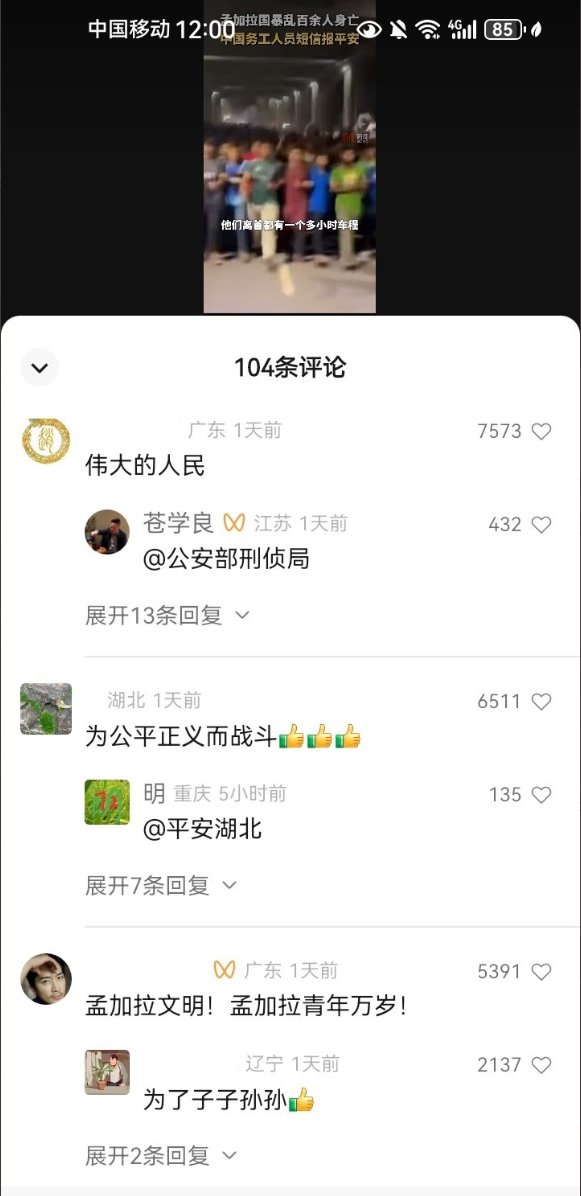 中国移动 12:00
4G
85
孟加拉国暴乱百余人身亡
中国务工人员短信报平安
他们离首都有一个多小时车程
104条评论
广东 1天前
7573
伟大的人民
苍学良 江苏 1天前
432
@公安部刑侦局
展开13条回复
湖北 1天前
6511
为公平正义而战斗👍👍👍
明 重庆 5小时前
135
@平安湖北
展开7条回复
广东 1天前
5391
孟加拉文明！孟加拉青年万岁！
辽宁 1天前
2137
为了子子孙孙👍
展开2条回复